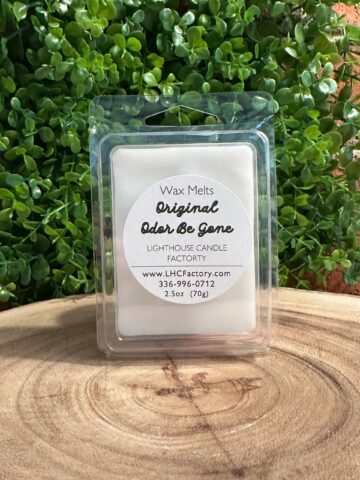 Wax Melts
Original
Odor Be Gone
LIGHTHOUSE CANDLE
FACTORTY
www.LHCFactory.com
336-996-0712
2.5oz (70g)